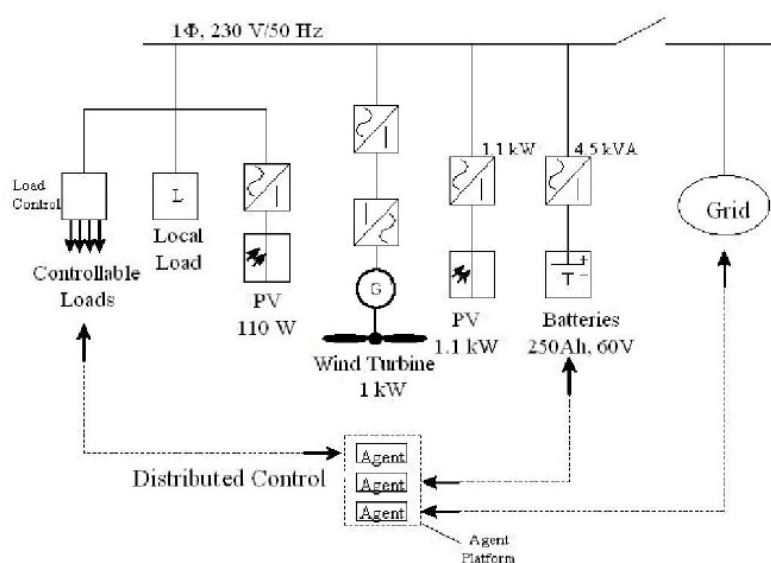 1Φ, 230 V/50 Hz
1.1 kW
4.5 kVA
Load
Control
L
Local
Load
Controllable
Loads
PV
110 W
G
Wind Turbine
1 kW
PV
1.1 kW
+
T
−
Batteries
250Ah, 60V
Grid
Distributed Control
Agent
Agent
Agent
Agent
Platform